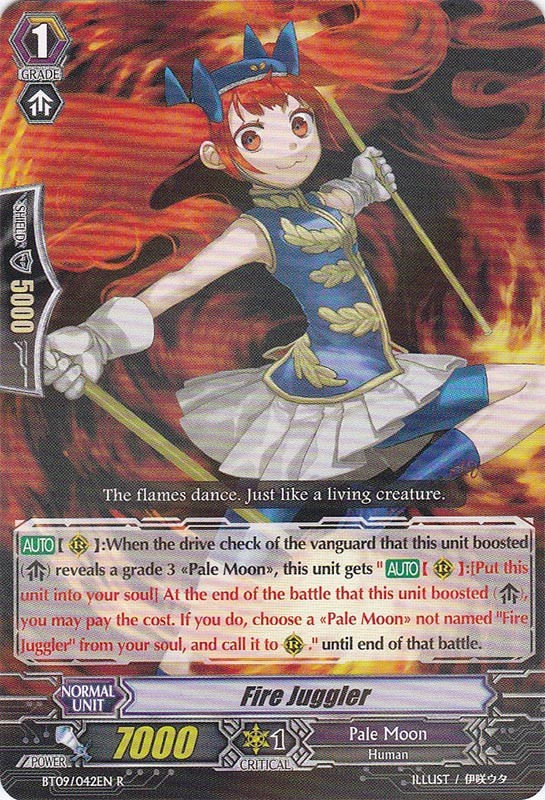 1
GRADE
SHIELD
5000
The flames dance. Just like a living creature.
AUTO【 R 】:When the drive check of the vanguard that this unit boosted
( ) reveals a grade 3 «Pale Moon», this unit gets " AUTO【 R 】:[Put this
unit into your soul] At the end of the battle that this unit boosted ( ),
you may pay the cost. If you do, choose a «Pale Moon» not named "Fire
Juggler" from your soul, and call it to R ." until end of that battle.
NORMAL
UNIT
Fire Juggler
POWER
7000
1
CRITICAL
Pale Moon
Human
BT09/042EN R
ILLUST / 伊咲ウタ